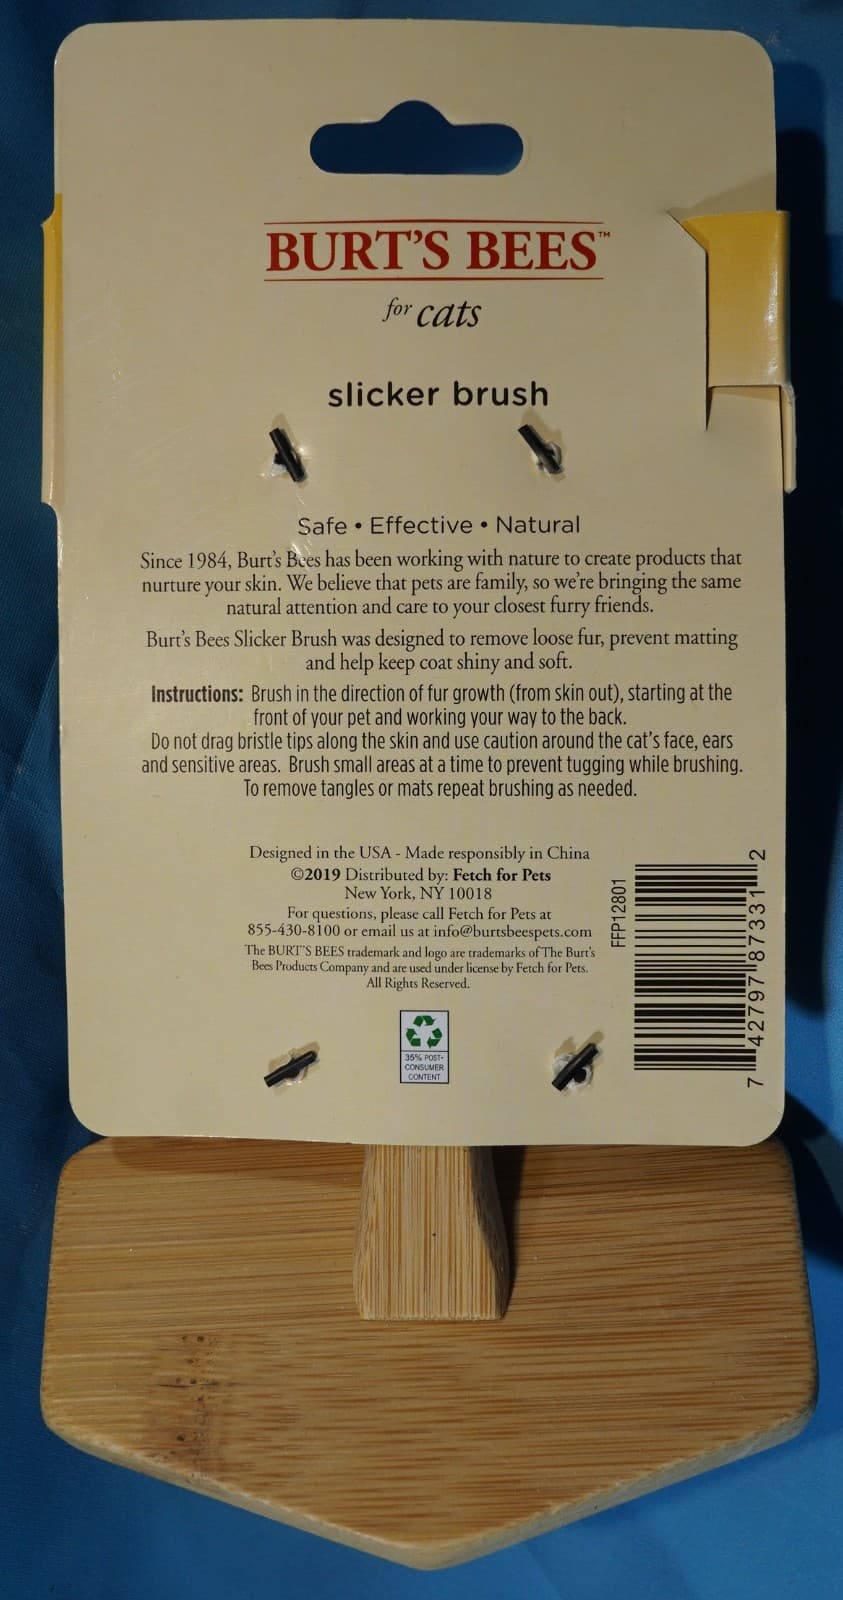 BURT'S BEES™
for cats
slicker brush
Safe • Effective • Natural
Since 1984, Burt's Bees has been working with nature to create products that
nurture your skin. We believe that pets are family, so we're bringing the same
natural attention and care to your closest furry friends.
Burt's Bees Slicker Brush was designed to remove loose fur, prevent matting
and help keep coat shiny and soft.
Instructions: Brush in the direction of fur growth (from skin out), starting at the
front of your pet and working your way to the back.
Do not drag bristle tips along the skin and use caution around the cat's face, ears
and sensitive areas. Brush small areas at a time to prevent tugging while brushing.
To remove tangles or mats repeat brushing as needed.
Designed in the USA - Made responsibly in China
©2019 Distributed by: Fetch for Pets
New York, NY 10018
For questions, please call Fetch for Pets at
855-430-8100 or email us at info@burtsbeespets.com
The BURT'S BEES trademark and logo are trademarks of The Burt's
Bees Products Company and are used under license by Fetch for Pets.
All Rights Reserved.
35% POST-
CONSUMER
CONTENT
FFP12801
7 42797 87331 2